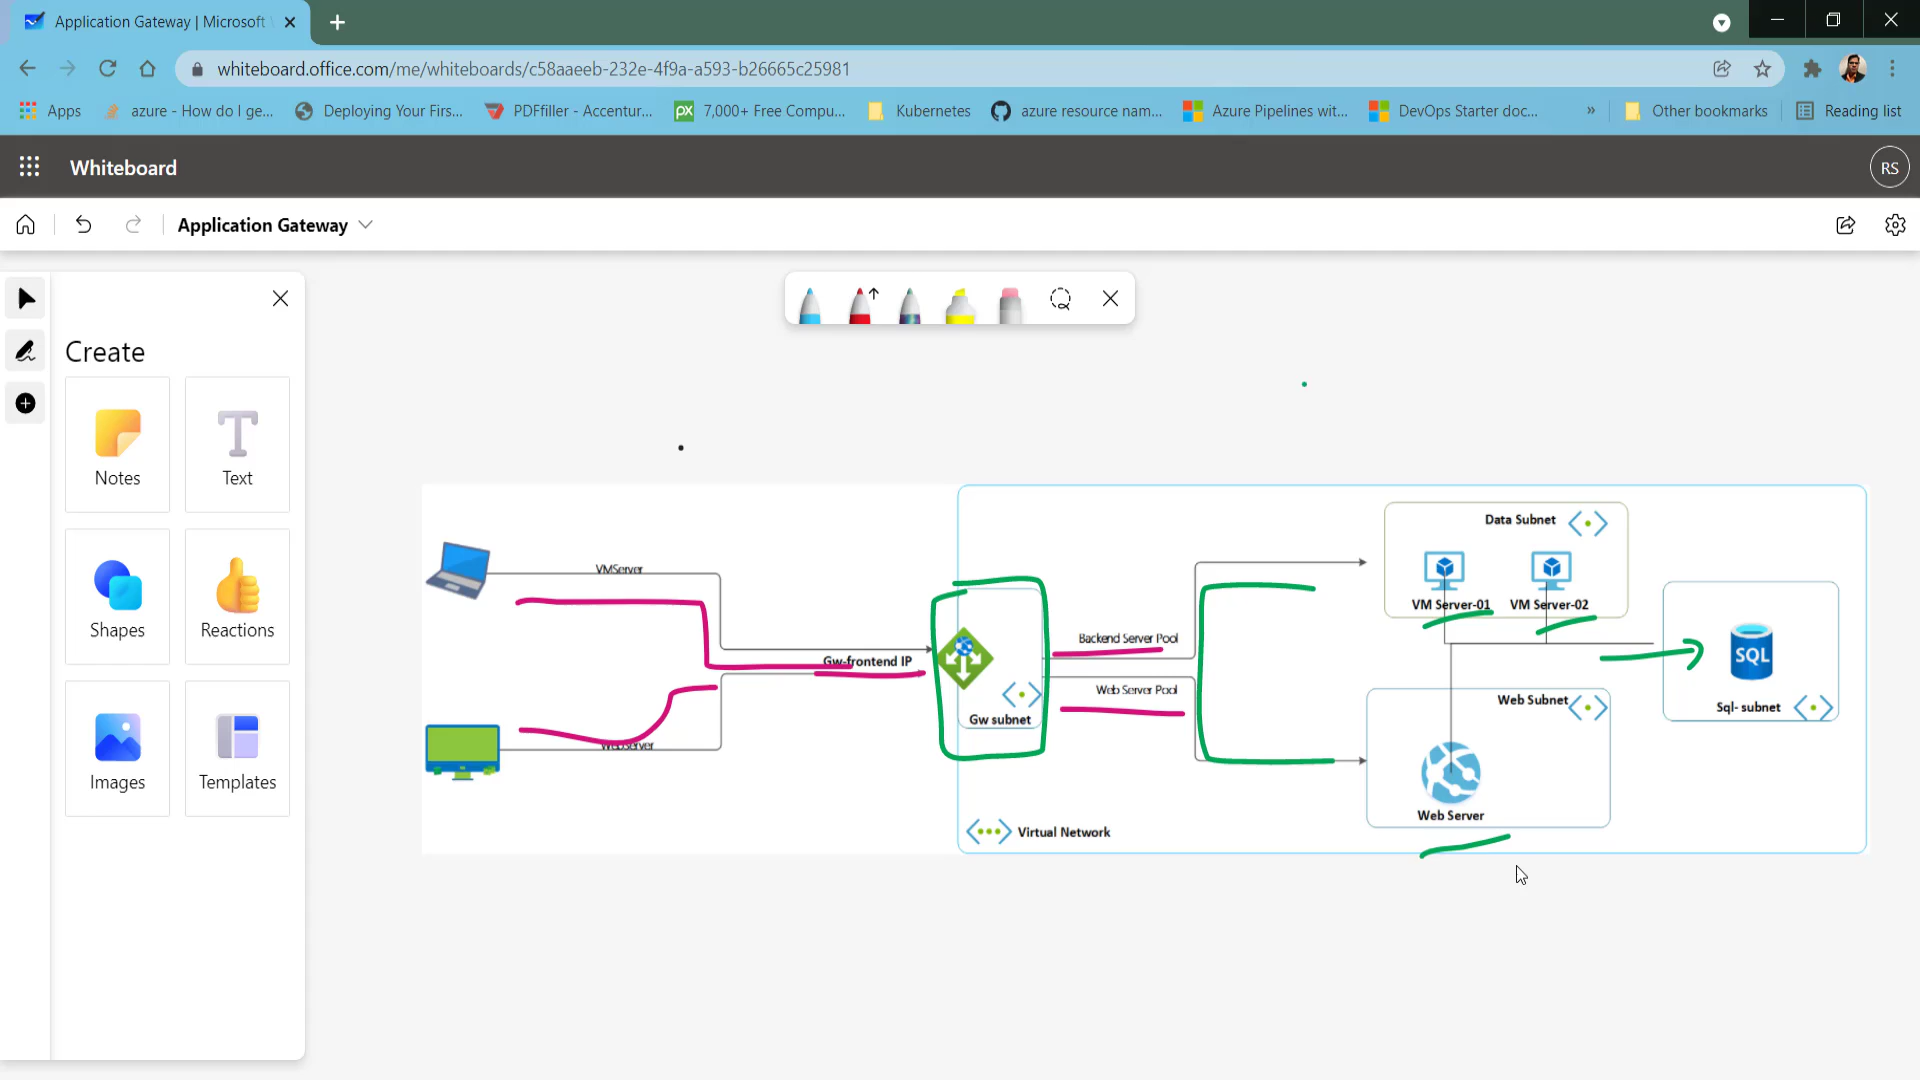 Application Gateway | Microsoft
whiteboard.office.com/me/whiteboards/c58aaeeb-232e-4f9a-a593-b26665c25981
Apps azure - How do I ge... Deploying Your Firs... PDFfiller - Accentur... px 7,000+ Free Compu... Kubernetes azure resource nam... Azure Pipelines wit... DevOps Starter doc... » Other bookmarks Reading list
Whiteboard RS
Application Gateway
Create
Notes Text
Shapes Reactions
Images Templates
VMServer
Gw-frontend IP
Webserver
Gw subnet
Backend Server Pool
Web Server Pool
Virtual Network
Data Subnet
VM Server-01 VM Server-02
SQL
Sql- subnet
Web Subnet
Web Server